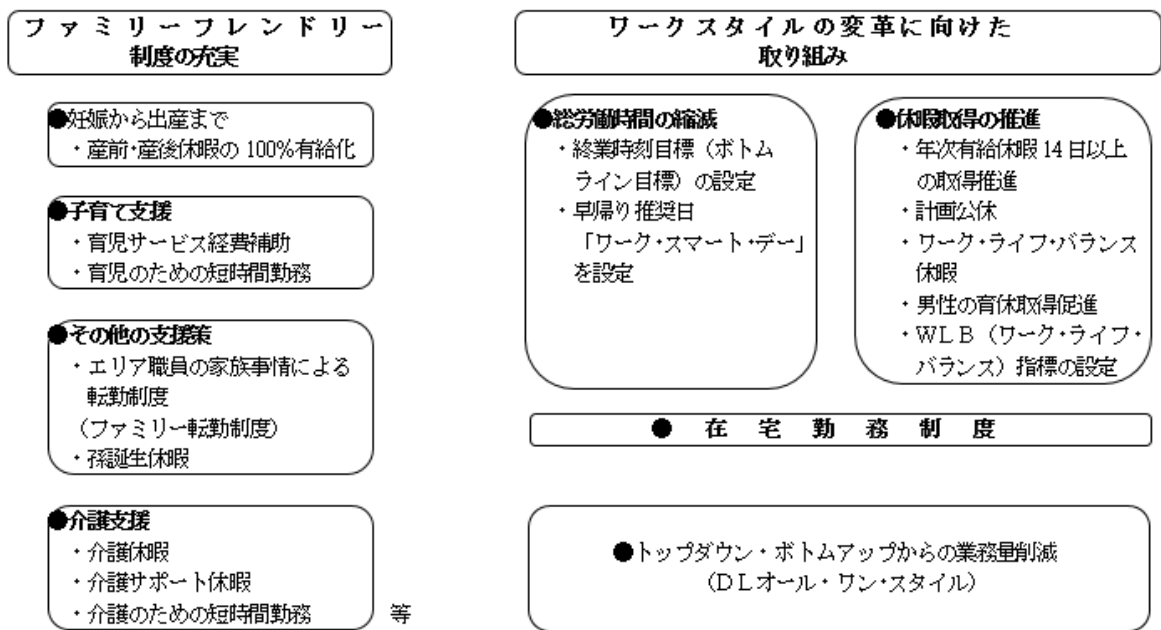 ファミリーフレンドリー
制度の充実
●妊娠から出産まで
・産前・産後休暇の100%有給化
●子育て支援
・育児サービス経費補助
・育児のための短時間勤務
●その他の支援策
・エリア職員の家族事情による
転勤制度
(ファミリー転勤制度)
・孫誕生休暇
●介護支援
・介護休暇
・介護サポート休暇
・介護のための短時間勤務 等
ワークスタイルの変革に向けた
取り組み
●総労働時間の縮減
・終業時刻目標(ボトム
ライン目標)の設定
・早帰り推奨日
「ワーク・スマート・デー」
を設定
●休暇取得の推進
・年次有給休暇14日以上
の取得推進
・計画公休
・ワーク・ライフ・バランス
休暇
・男性の育休取得促進
・WLB(ワーク・ライフ・
バランス)指標の設定
●在宅勤務制度
●トップダウン・ボトムアップからの業務量削減
(DLオール・ワン・スタイル)